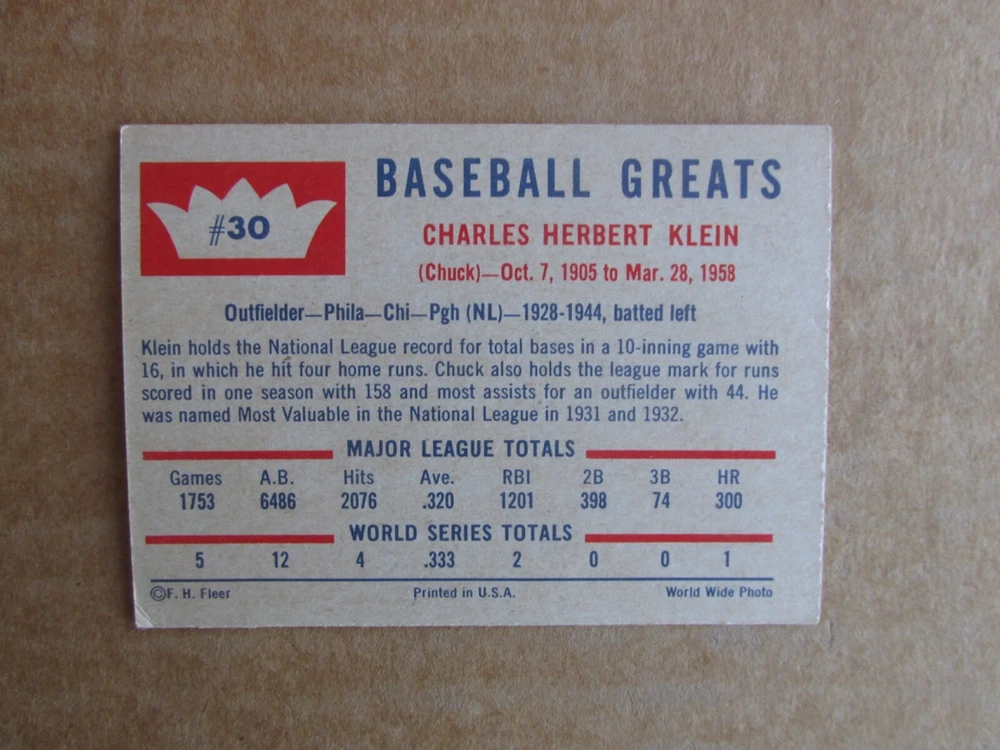 #30
BASEBALL GREATS
CHARLES HERBERT KLEIN
(Chuck)—Oct. 7, 1905 to Mar. 28, 1958
Outfielder—Phila—Chi—Pgh (NL)—1928-1944, batted left
Klein holds the National League record for total bases in a 10-inning game with
16, in which he hit four home runs. Chuck also holds the league mark for runs
scored in one season with 158 and most assists for an outfielder with 44. He
was named Most Valuable in the National League in 1931 and 1932.
MAJOR LEAGUE TOTALS
Games A.B. Hits Ave. RBI 2B 3B HR
1753 6486 2076 .320 1201 398 74 300
WORLD SERIES TOTALS
5 12 4 .333 2 0 0 1
©F. H. Fleer Printed in U.S.A. World Wide Photo